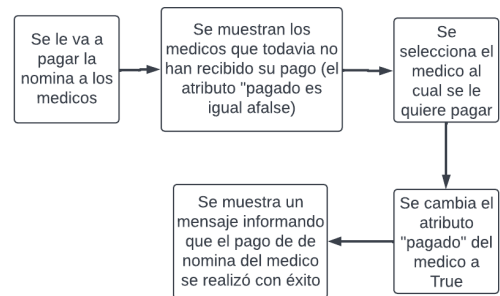 Se le va a
pagar la
nomina a los
medicos
Se muestran los
medicos que todavia no
han recibido su pago (el
atributo "pagado es
igual afalse)
Se
selecciona el
medico al
cual se le
quiere pagar
Se cambia el
atributo
"pagado" del
medico a
True
Se muestra un
mensaje informando
que el pago de de
nomina del medico
se realizó con éxito